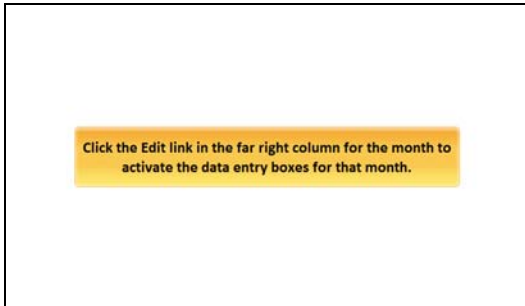 Click the Edit link in the far right column for the month to
activate the data entry boxes for that month.